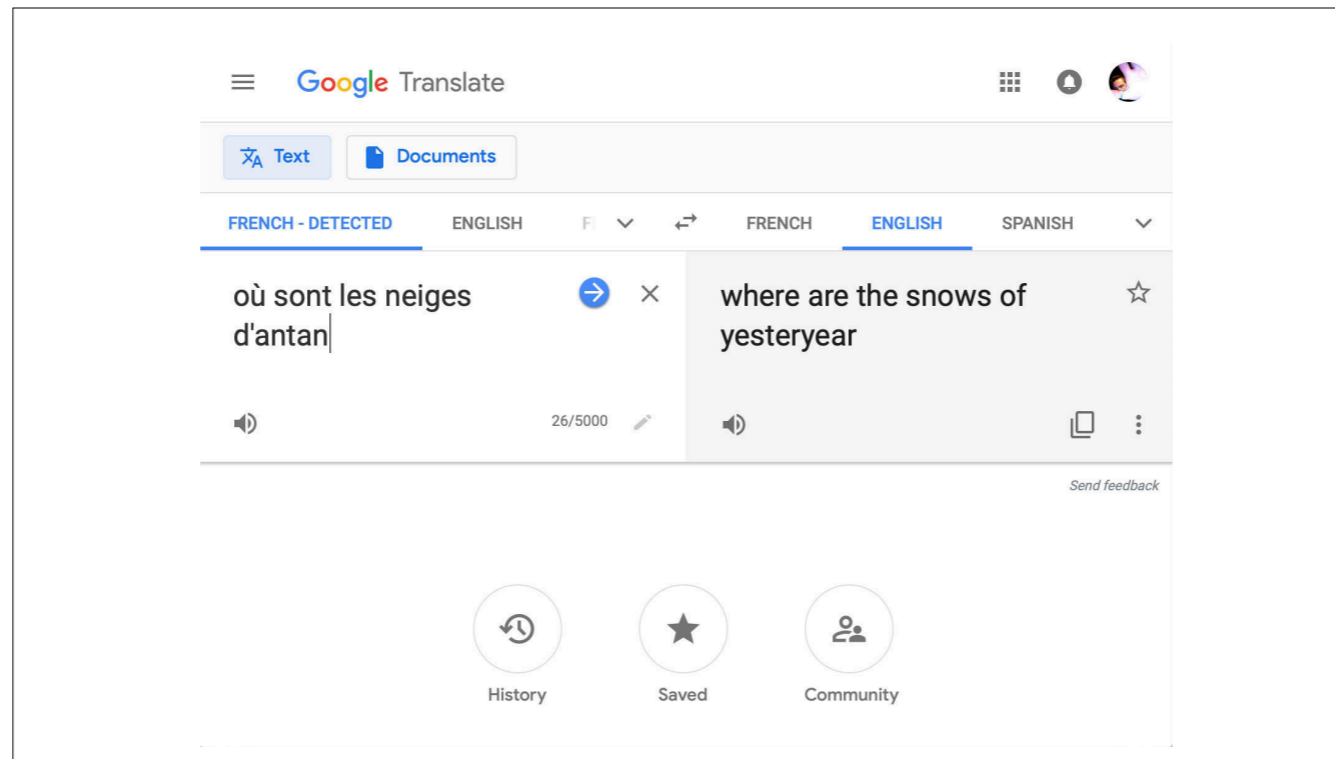 Google Translate
Text Documents
FRENCH - DETECTED ENGLISH FRENCH ENGLISH SPANISH
où sont les neiges
d'antan
where are the snows of
yesteryear
26/5000
Send feedback
History Saved Community